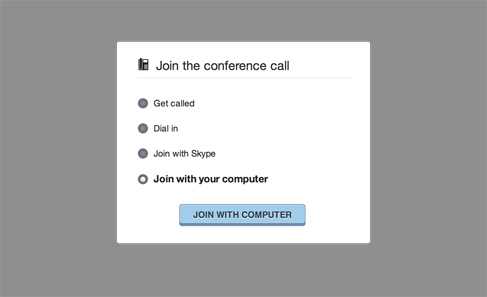 Join the conference call
Get called
Dial in
Join with Skype
Join with your computer
JOIN WITH COMPUTER